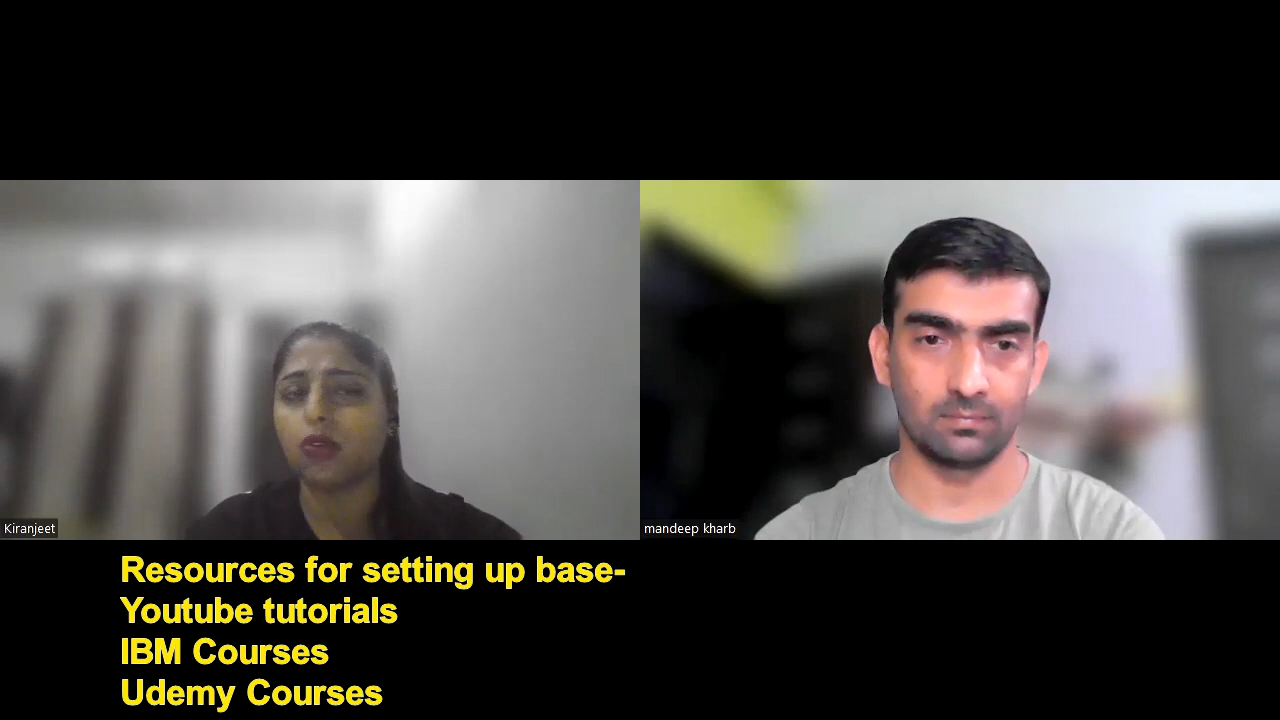 Kiranjeet
mandeep kharb
Resources for setting up base-
Youtube tutorials
IBM Courses
Udemy Courses